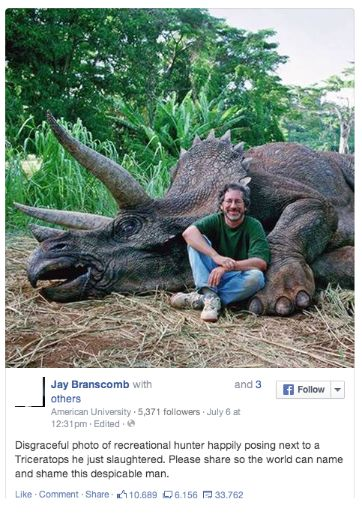 Jay Branscomb with and 3
others
Follow
American University · 5,371 followers · July 6 at
12:31pm · Edited ·
Disgraceful photo of recreational hunter happily posing next to a
Triceratops he just slaughtered. Please share so the world can name
and shame this despicable man.
Like · Comment · Share · 10,689 6,156 33,762